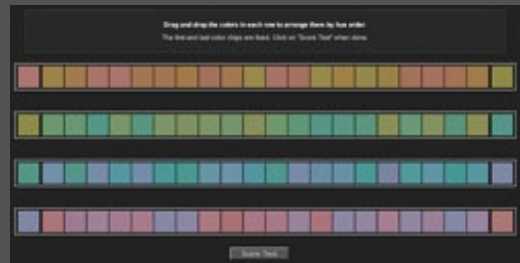 Drag and drop the colors in each row to arrange them by hue order.
The first and last color chips are fixed. Click on "Score Test" when done.
Score Test